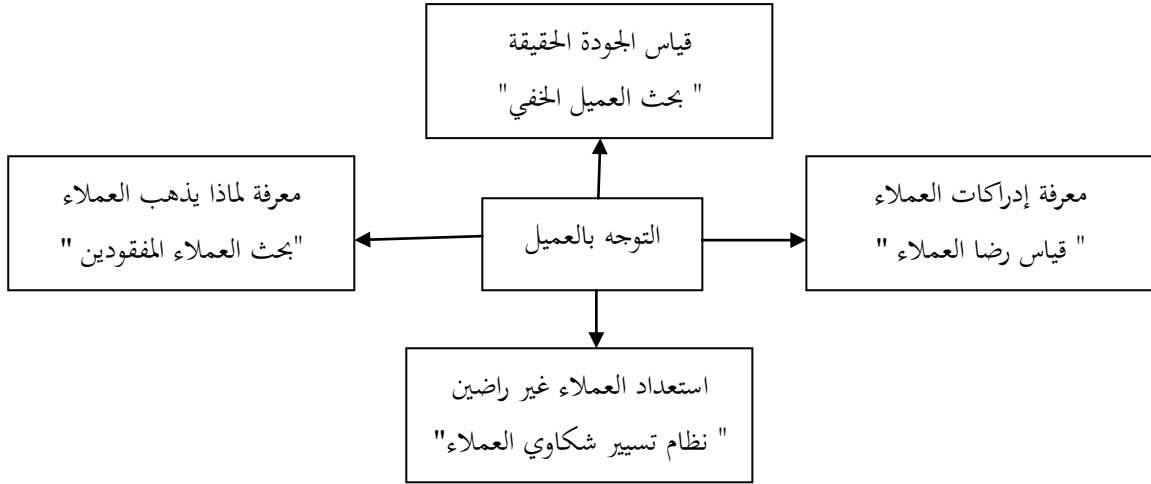 قياس الجودة الحقيقة
" بحث العميل الخفي"
معرفة إدراكات العملاء
" قياس رضا العملاء "
التوجه بالعميل
معرفة لماذا يذهب العملاء
"بحث العملاء المفقودين "
استعداد العملاء غير راضين
" نظام تسيير شكاوي العملاء"